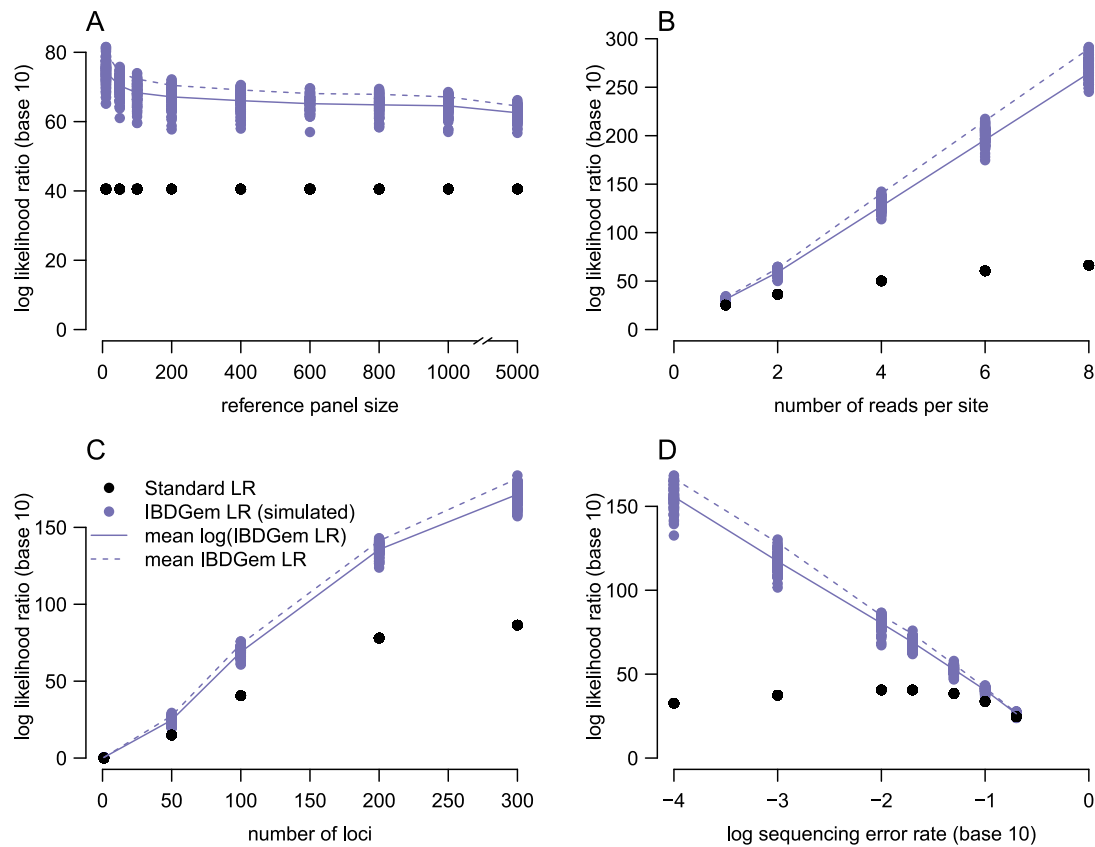 A
log likelihood ratio (base 10)
80
60
40
20
0
0 200 400 600 800 1000 5000
reference panel size
B
log likelihood ratio (base 10)
300
250
200
150
100
50
0
0 2 4 6 8
number of reads per site
C
Standard LR
IBDGem LR (simulated)
mean log(IBDGem LR)
mean IBDGem LR
log likelihood ratio (base 10)
150
100
50
0
0 50 100 150 200 250 300
number of loci
D
log likelihood ratio (base 10)
150
100
50
0
−4 −3 −2 −1 0
log sequencing error rate (base 10)